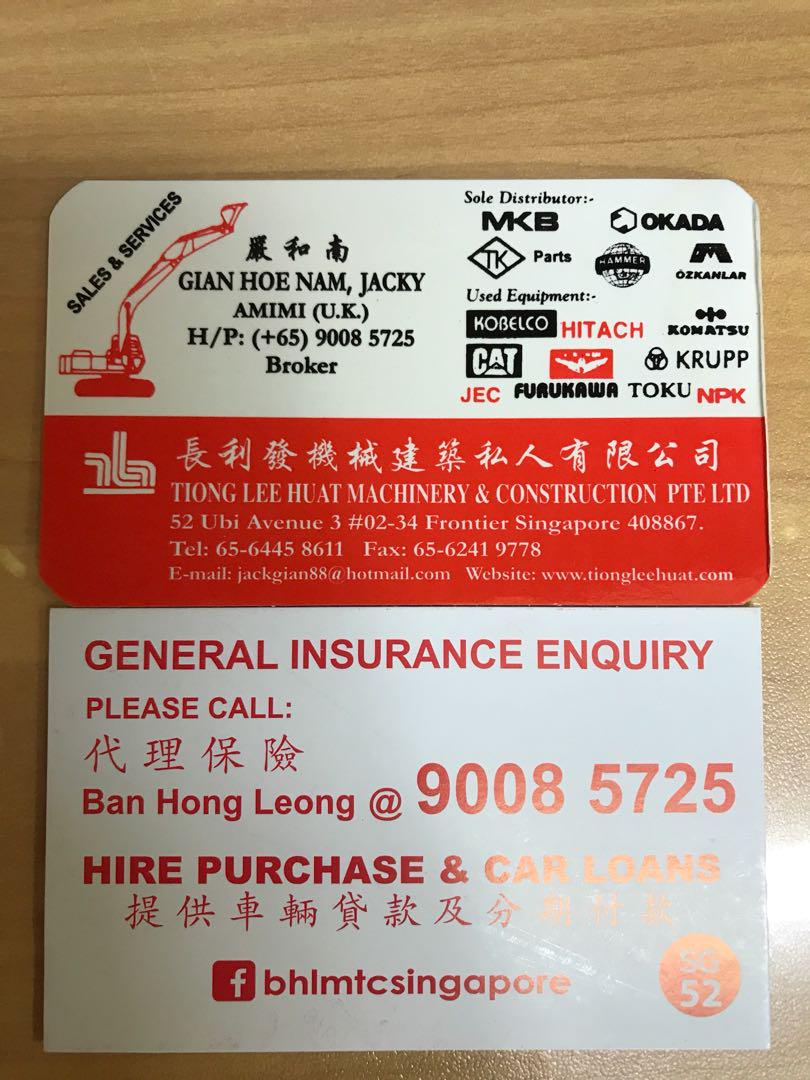 SALES & SERVICES
嚴和南
GIAN HOE NAM, JACKY
AMIMI (U.K.)
H/P: (+65) 9008 5725
Broker
Sole Distributor:-
MKB OKADA
TK Parts HAMMER ÖZKANLAR
Used Equipment:-
KOBELCO HITACH KOMATSU
CAT KRUPP
JEC FURUKAWA TOKU NPK
長利發機械建築私人有限公司
TIONG LEE HUAT MACHINERY & CONSTRUCTION PTE LTD
52 Ubi Avenue 3 #02-34 Frontier Singapore 408867.
Tel: 65-6445 8611 Fax: 65-6241 9778
E-mail: jackgian88@hotmail.com Website: www.tiongleehuat.com
GENERAL INSURANCE ENQUIRY
PLEASE CALL:
代理保險
Ban Hong Leong @ 9008 5725
HIRE PURCHASE & CAR LOANS
提供車輛貸款及分期付款
f bhlmtcsingapore
SG
52